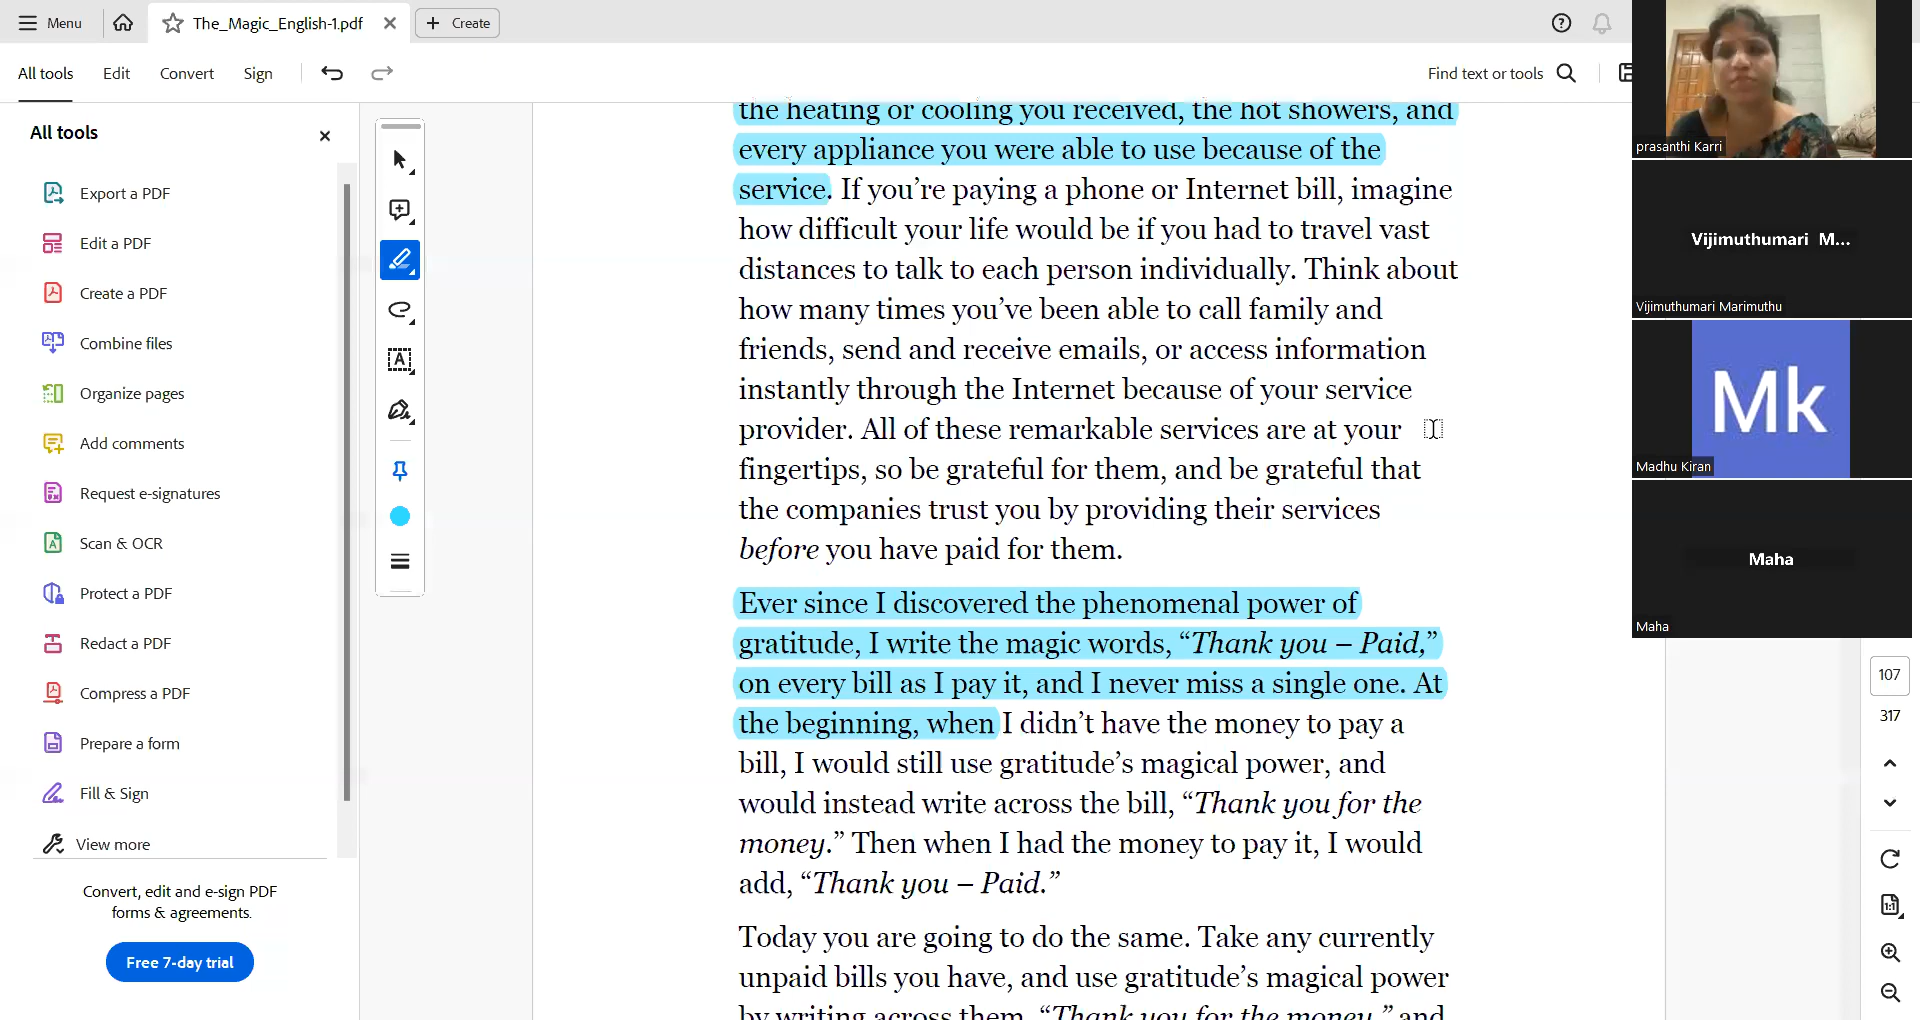 Menu
The_Magic_English-1.pdf
Create
All tools
Edit
Convert
Sign
Find text or tools
All tools
Export a PDF
Edit a PDF
Create a PDF
Combine files
Organize pages
Add comments
Request e-signatures
Scan & OCR
Protect a PDF
Redact a PDF
Compress a PDF
Prepare a form
Fill & Sign
View more
Convert, edit and e-sign PDF
forms & agreements.
Free 7-day trial
the heating or cooling you received, the hot showers, and
every appliance you were able to use because of the
service. If you’re paying a phone or Internet bill, imagine
how difficult your life would be if you had to travel vast
distances to talk to each person individually. Think about
how many times you’ve been able to call family and
friends, send and receive emails, or access information
instantly through the Internet because of your service
provider. All of these remarkable services are at your
fingertips, so be grateful for them, and be grateful that
the companies trust you by providing their services
before you have paid for them.
Ever since I discovered the phenomenal power of
gratitude, I write the magic words, “Thank you – Paid,”
on every bill as I pay it, and I never miss a single one. At
the beginning, when I didn’t have the money to pay a
bill, I would still use gratitude’s magical power, and
would instead write across the bill, “Thank you for the
money.” Then when I had the money to pay it, I would
add, “Thank you – Paid.”
Today you are going to do the same. Take any currently
unpaid bills you have, and use gratitude’s magical power
by writing across them, “Thank you for the money,” and
prasanthi Karri
Vijimuthumari M...
Vijimuthumari Marimuthu
Mk
Madhu Kiran
Maha
Maha
107
317
1:1